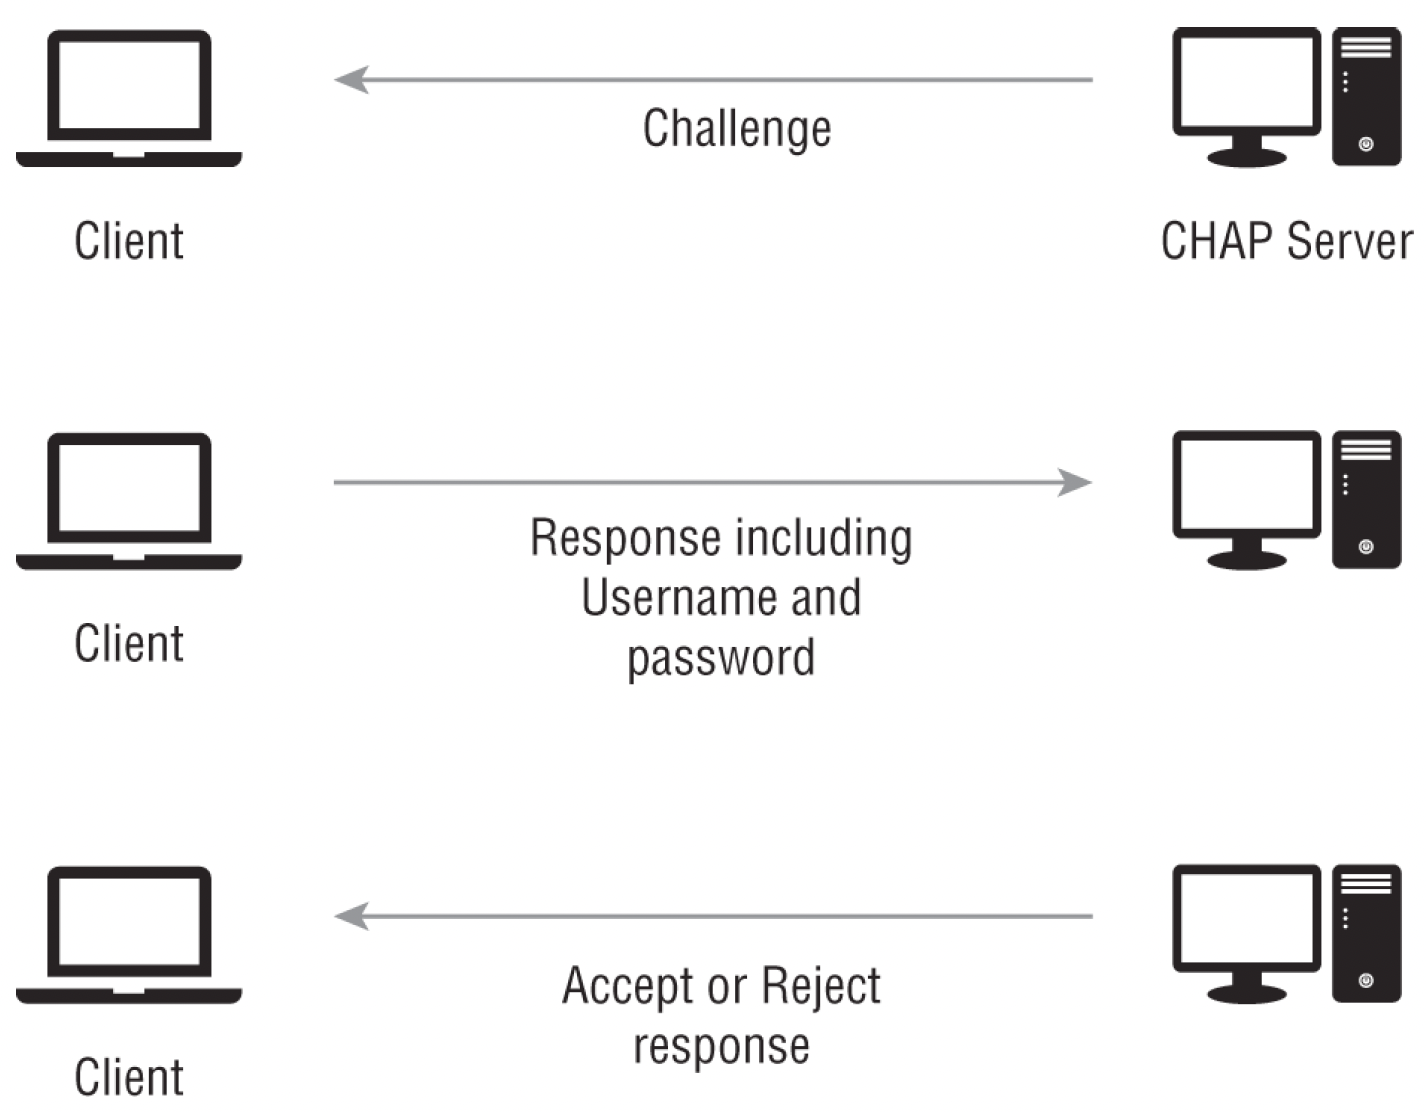 Challenge
Client
CHAP Server
Response including
Username and
password
Client
Accept or Reject
response
Client